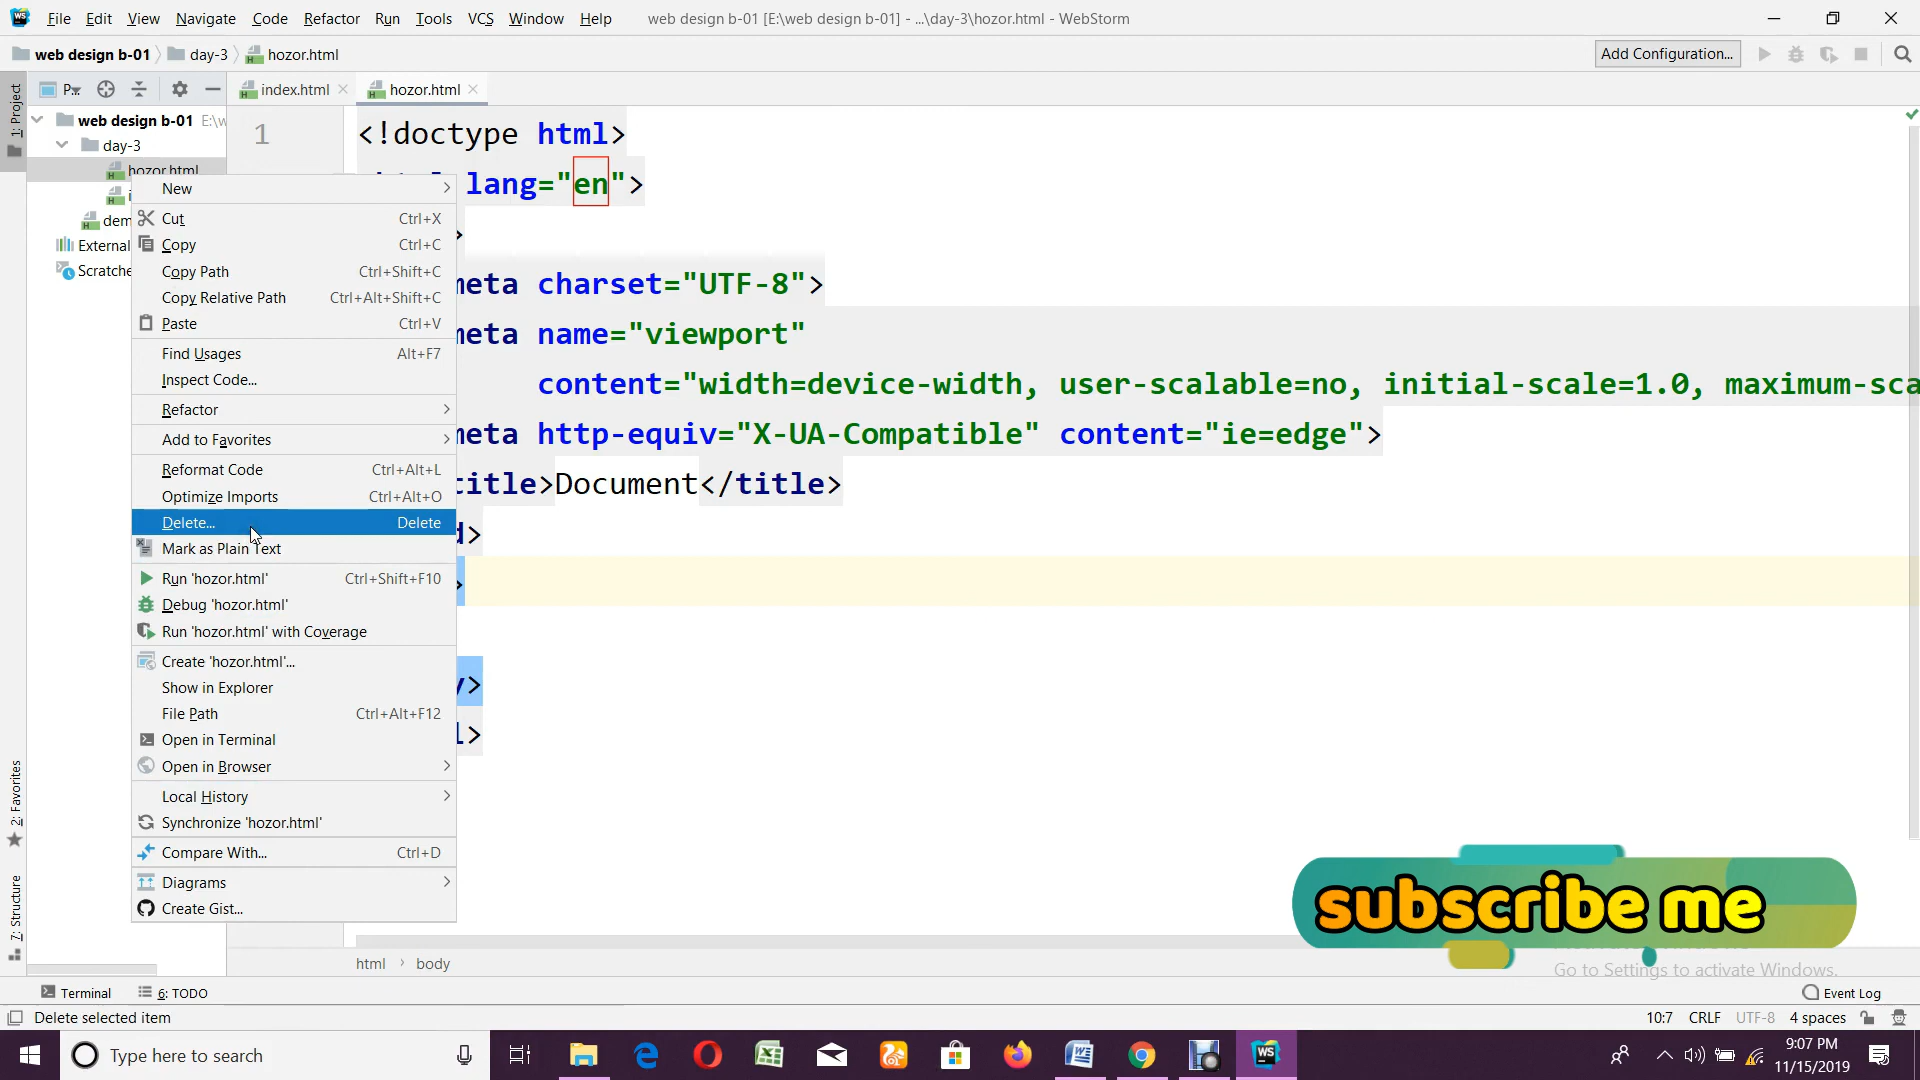 File Edit View Navigate Code Refactor Run Tools VCS Window Help web design b-01 [E:\web design b-01] - ...\day-3\hozor.html - WebStorm
web design b-01 day-3 hozor.html Add Configuration...
P.. index.html hozor.html
1: Project
web design b-01 E:\w
day-3
hozor.html
dem
External
Scratche
2: Favorites
7: Structure
New
Cut Ctrl+X
Copy Ctrl+C
Copy Path Ctrl+Shift+C
Copy Relative Path Ctrl+Alt+Shift+C
Paste Ctrl+V
Find Usages Alt+F7
Inspect Code...
Refactor
Add to Favorites
Reformat Code Ctrl+Alt+L
Optimize Imports Ctrl+Alt+O
Delete... Delete
Mark as Plain Text
Run 'hozor.html' Ctrl+Shift+F10
Debug 'hozor.html'
Run 'hozor.html' with Coverage
Create 'hozor.html'...
Show in Explorer
File Path Ctrl+Alt+F12
Open in Terminal
Open in Browser
Local History
Synchronize 'hozor.html'
Compare With... Ctrl+D
Diagrams
Create Gist...
1 <!doctype html>
lang="en">
>
meta charset="UTF-8">
meta name="viewport"
content="width=device-width, user-scalable=no, initial-scale=1.0, maximum-sca
meta http-equiv="X-UA-Compatible" content="ie=edge">
title>Document</title>
d>
>
y>
l>
subscribe me
Go to Settings to activate Windows.
html › body
Terminal 6: TODO Event Log
Delete selected item 10:7 CRLF UTF-8 4 spaces
Type here to search 9:07 PM
11/15/2019